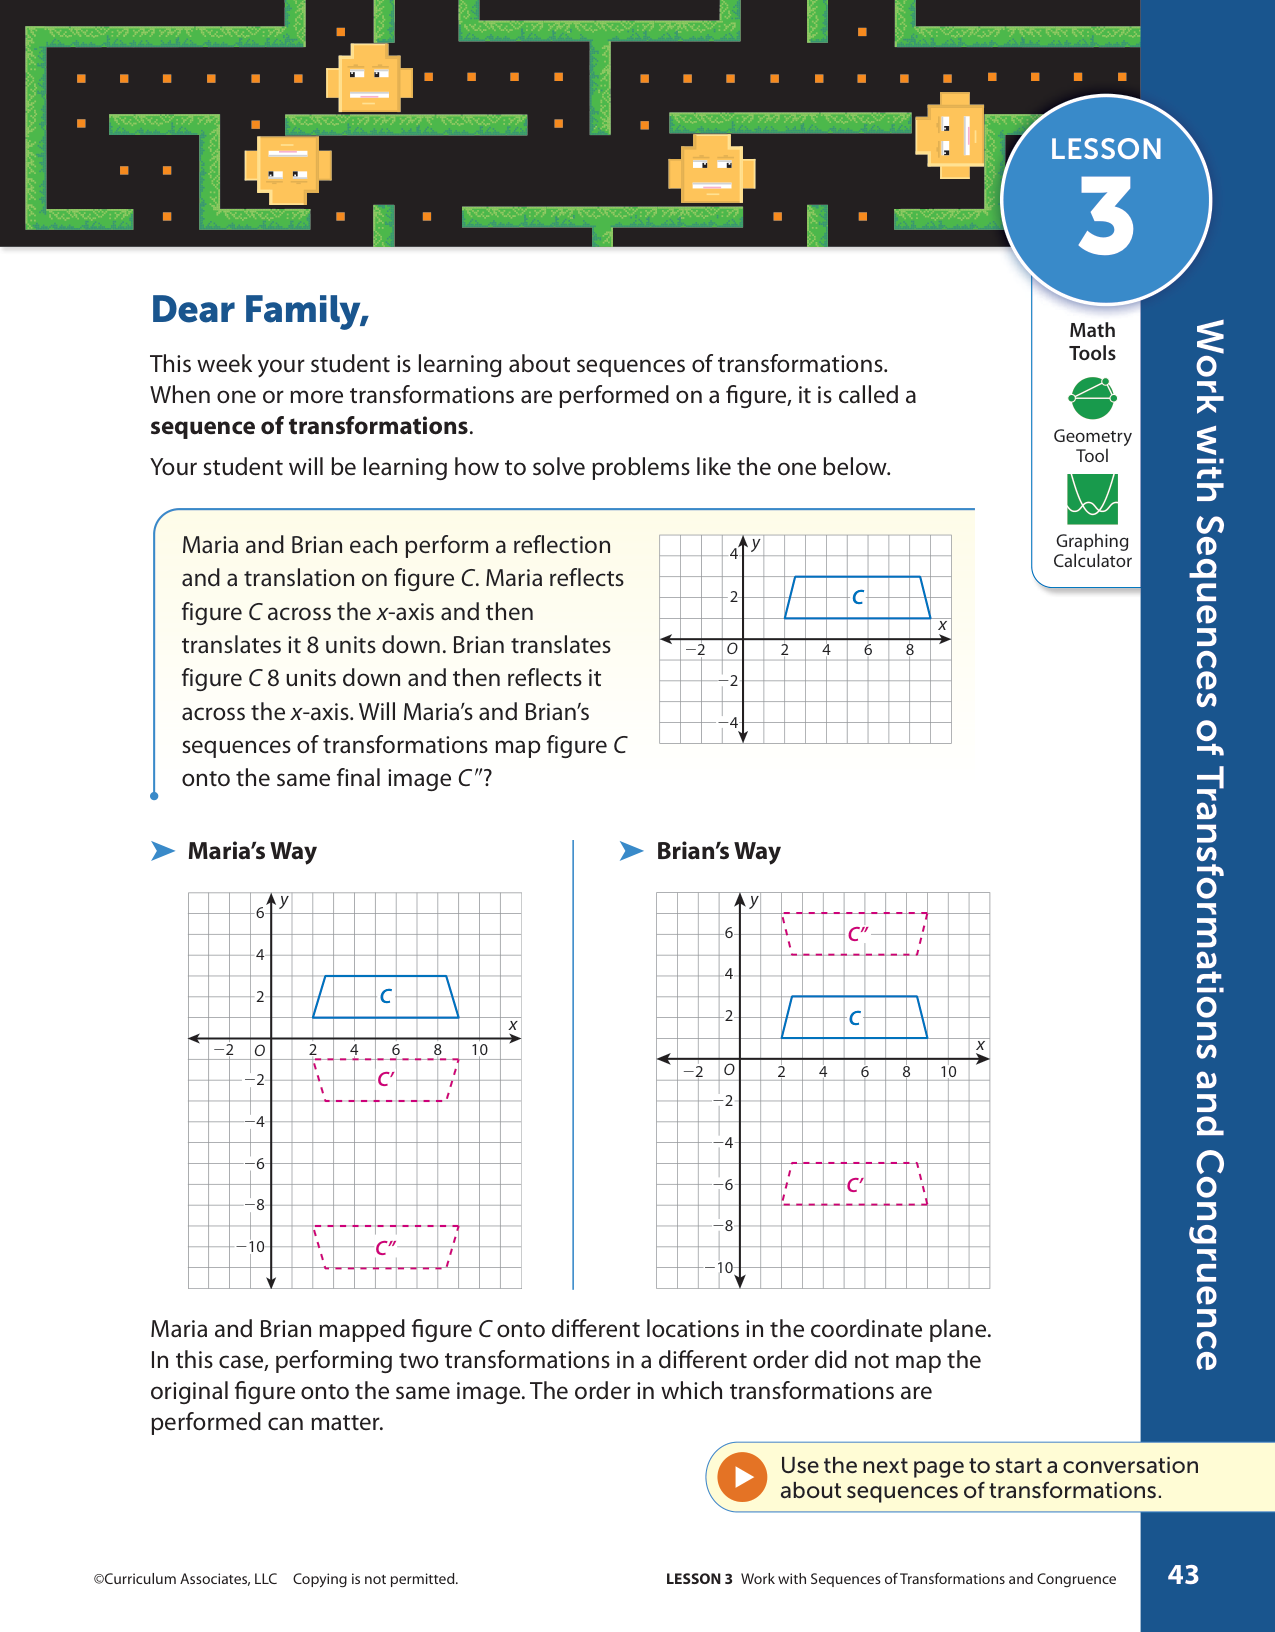 LESSON
3
Math
Tools
Geometry
Tool
Graphing
Calculator
Work with Sequences of Transformations and Congruence
Dear Family,
This week your student is learning about sequences of transformations.
When one or more transformations are performed on a figure, it is called a
sequence of transformations.
Your student will be learning how to solve problems like the one below.
Maria and Brian each perform a reflection
and a translation on figure C. Maria reflects
figure C across the x-axis and then
translates it 8 units down. Brian translates
figure C 8 units down and then reflects it
across the x-axis. Will Maria’s and Brian’s
sequences of transformations map figure C
onto the same final image C″?
4 y
2 C
x
−2 O 2 4 6 8
−2
−4
Maria’s Way
y
6
4
2 C
x
−2 O 2 4 6 8 10
−2 C′
−4
−6
−8
−10 C″
Brian’s Way
y
6 C″
4
2 C
x
−2 O 2 4 6 8 10
−2
−4
−6 C′
−8
−10
Maria and Brian mapped figure C onto different locations in the coordinate plane.
In this case, performing two transformations in a different order did not map the
original figure onto the same image. The order in which transformations are
performed can matter.
Use the next page to start a conversation
about sequences of transformations.
©Curriculum Associates, LLC Copying is not permitted.
LESSON 3 Work with Sequences of Transformations and Congruence
43